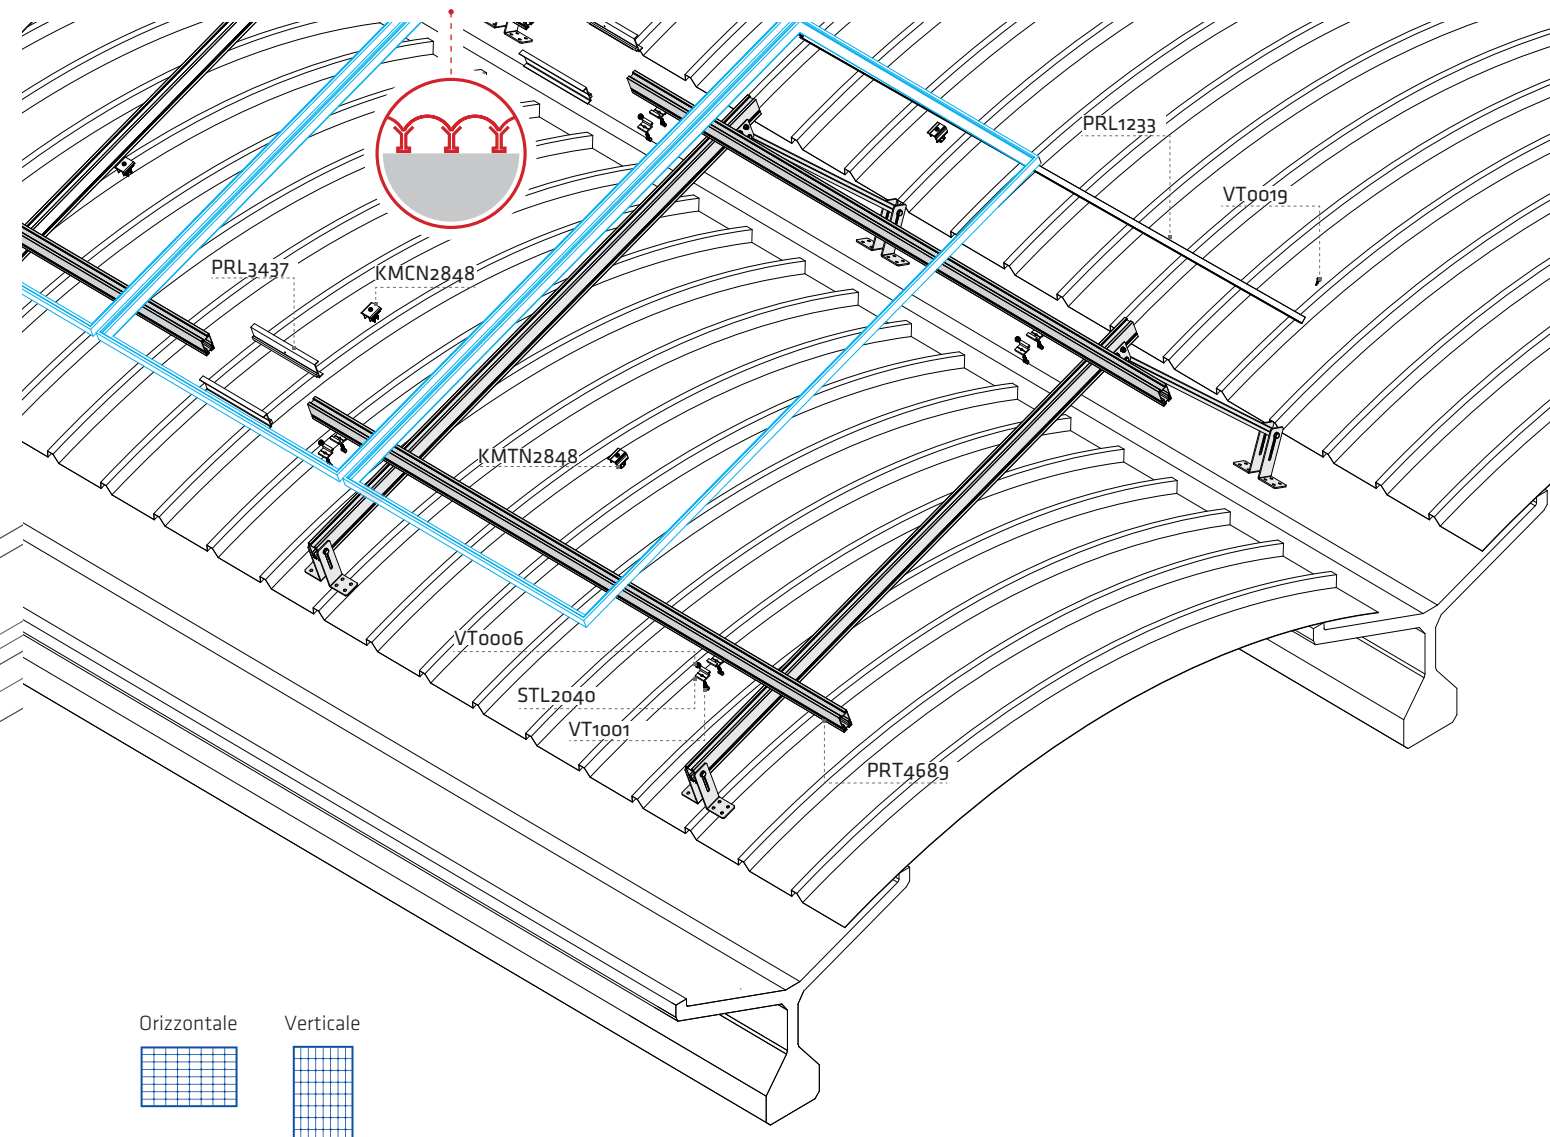 PRL1233
VT0019
PRL3437
KMCN2848
KMTN2848
VT0006
STL2040
VT1001
PRT4689
Orizzontale
Verticale